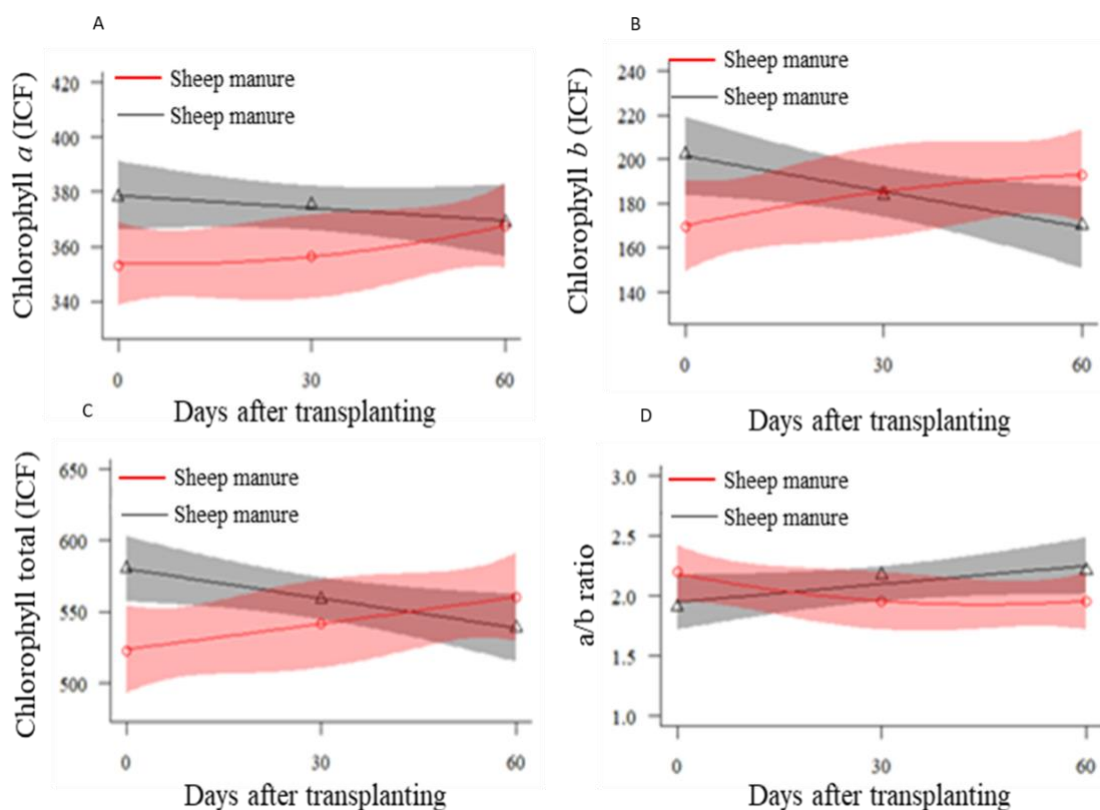 A
Chlorophyll a (ICF)
420
400
380
360
340
Sheep manure
Sheep manure
0 30 60
Days after transplanting
B
Chlorophyll b (ICF)
240
220
200
180
160
140
Sheep manure
Sheep manure
0 30 60
Days after transplanting
C
Chlorophyll total (ICF)
650
600
550
500
Sheep manure
Sheep manure
0 30 60
Days after transplanting
D
a/b ratio
3.0
2.5
2.0
1.5
1.0
Sheep manure
Sheep manure
0 30 60
Days after transplanting